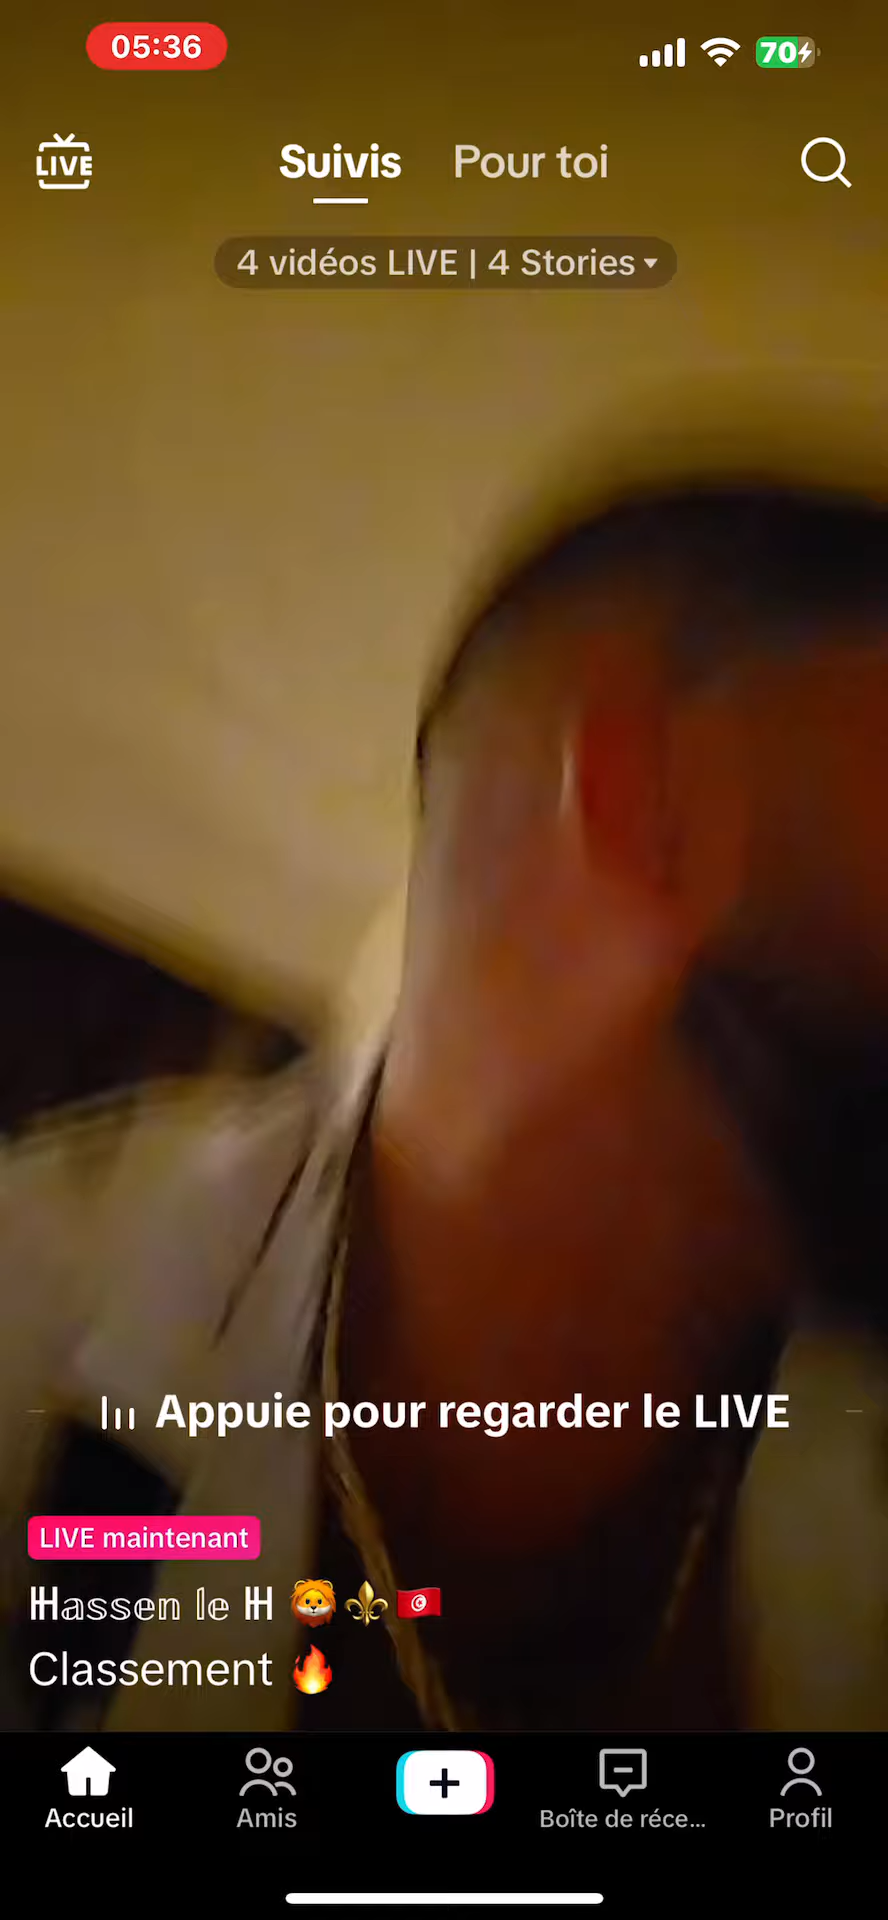 05:36
70
LIVE
Suivis
Pour toi
4 vidéos LIVE | 4 Stories
Appuie pour regarder le LIVE
LIVE maintenant
ℍassen le ℍ 🦁⚜️🇹🇳
Classement 🔥
Accueil
Amis
Boîte de réce...
Profil